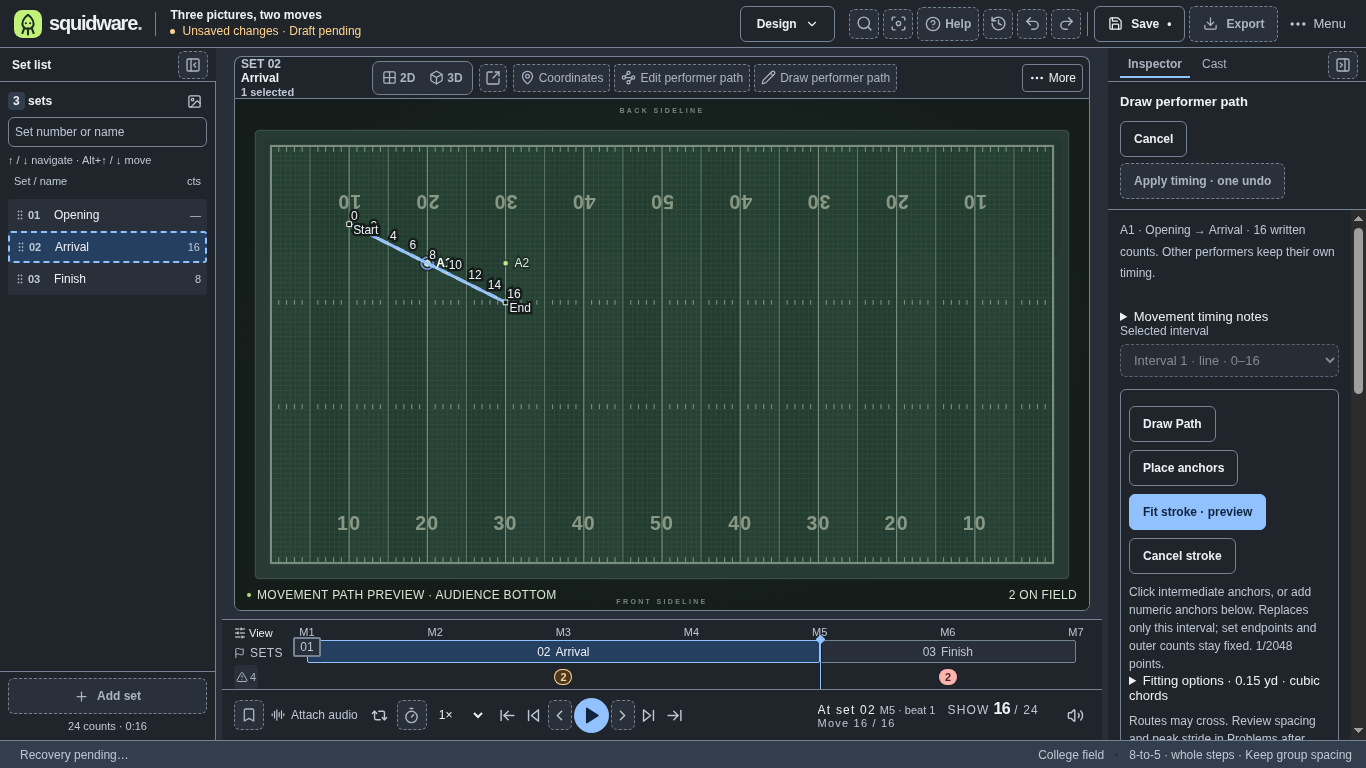 squidware.
Three pictures, two moves
Unsaved changes · Draft pending
Design
Help
Save •
Export
Menu
Set list
3 sets
Set number or name
↑ / ↓ navigate · Alt+↑ / ↓ move
Set / name cts
01 Opening —
02 Arrival 16
03 Finish 8
Add set
24 counts · 0:16
SET 02
Arrival
1 selected
2D
3D
Coordinates
Edit performer path
Draw performer path
More
BACK SIDELINE
10 20 30 40 50 40 30 20 10
0
Start
4
6
8
10
A2
12
14
16
End
10 20 30 40 50 40 30 20 10
MOVEMENT PATH PREVIEW · AUDIENCE BOTTOM
FRONT SIDELINE
2 ON FIELD
View
M1 M2 M3 M4 M5 M6 M7
SETS
01
02 Arrival
03 Finish
4
2
2
Attach audio
1×
At set 02 M5 · beat 1
Move 16 / 16
SHOW 16 / 24
Inspector
Cast
Draw performer path
Cancel
Apply timing · one undo
A1 · Opening → Arrival · 16 written
counts. Other performers keep their own
timing.
Movement timing notes
Selected interval
Interval 1 · line · 0–16
Draw Path
Place anchors
Fit stroke · preview
Cancel stroke
Click intermediate anchors, or add
numeric anchors below. Replaces
only this interval; set endpoints and
outer counts stay fixed. 1/2048
points.
Fitting options · 0.15 yd · cubic
chords
Routes may cross. Review spacing
and peak stride in Problems after
Recovery pending…
College field
8-to-5 · whole steps · Keep group spacing